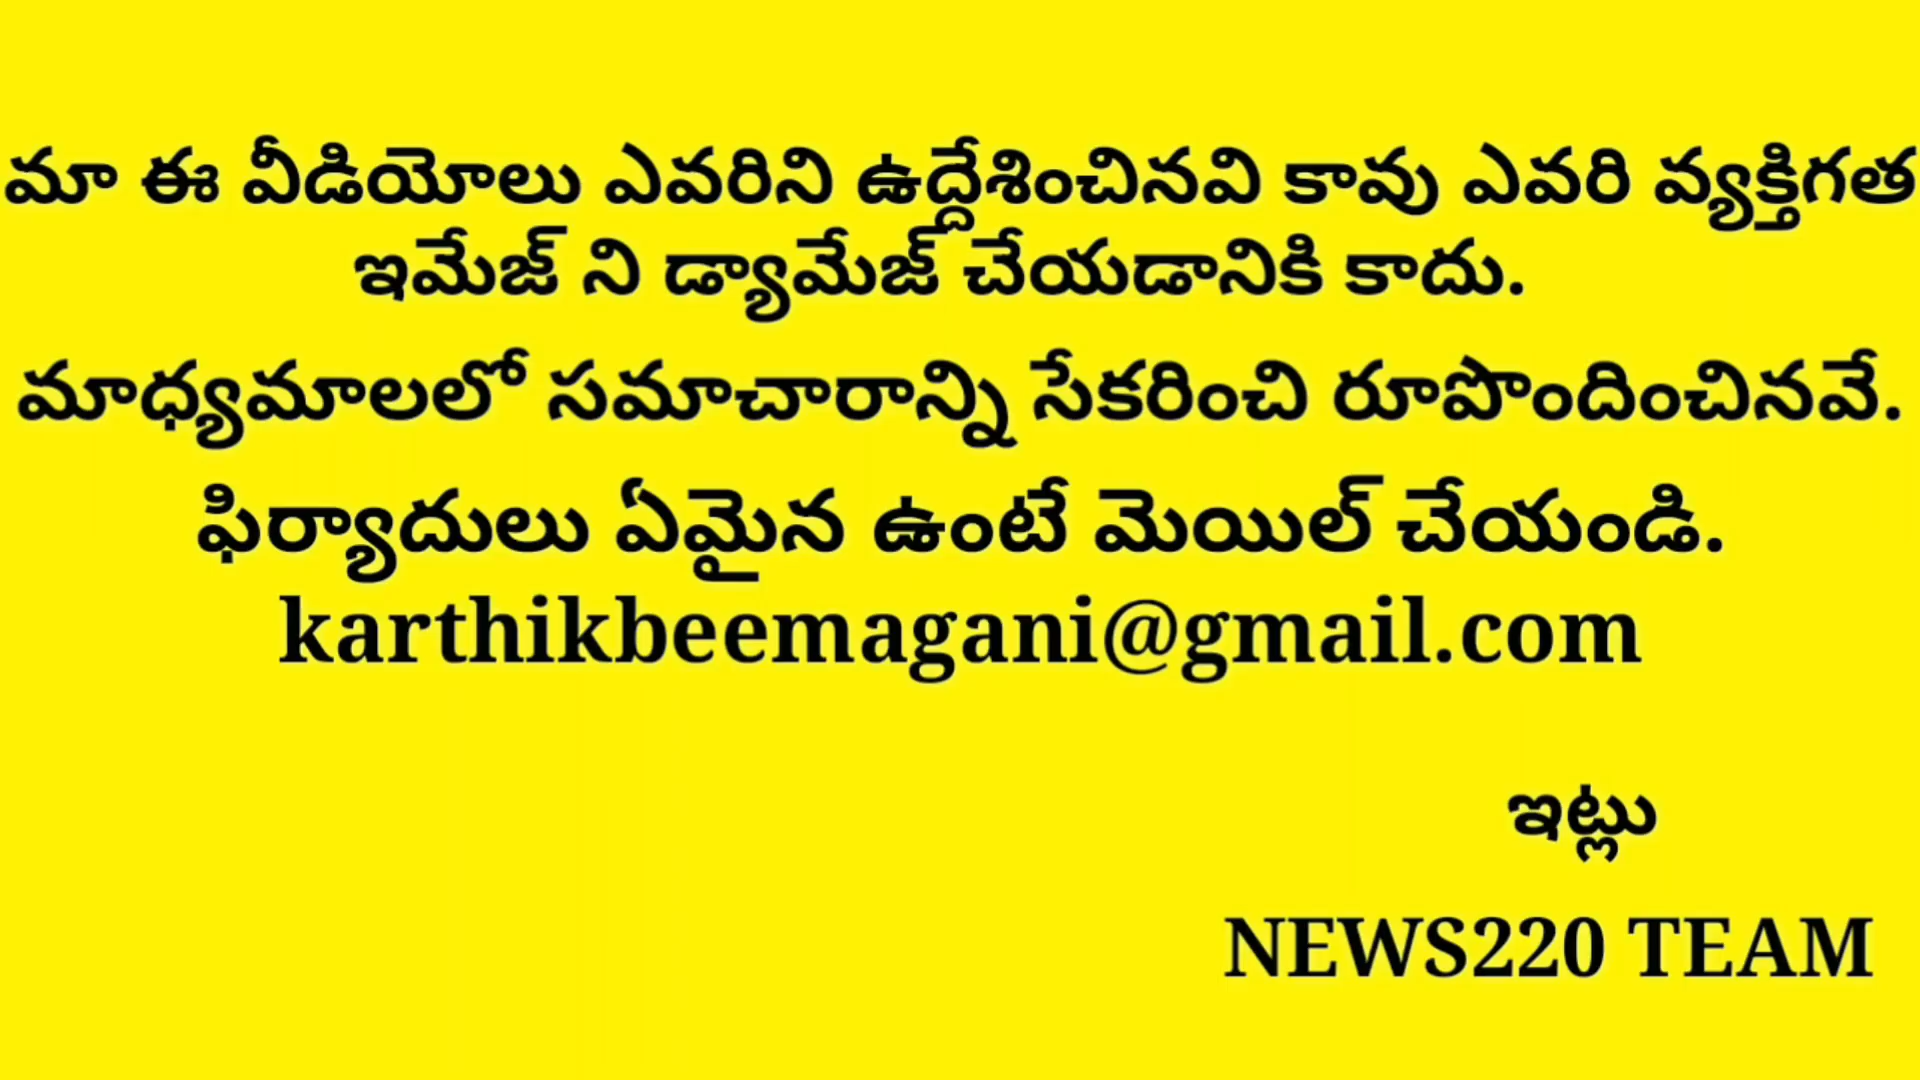 మా ఈ వీడియోలు ఎవరిని ఉద్దేశించినవి కావు ఎవరి వ్యక్తిగత
ఇమేజ్ ని డ్యామేజ్ చేయడానికి కాదు.
మాధ్యమాలలో సమాచారాన్ని సేకరించి రూపొందించినవే.
ఫిర్యాదులు ఏమైన ఉంటే మెయిల్ చేయండి.
karthikbeemagani@gmail.com
ఇట్లు
NEWS220 TEAM